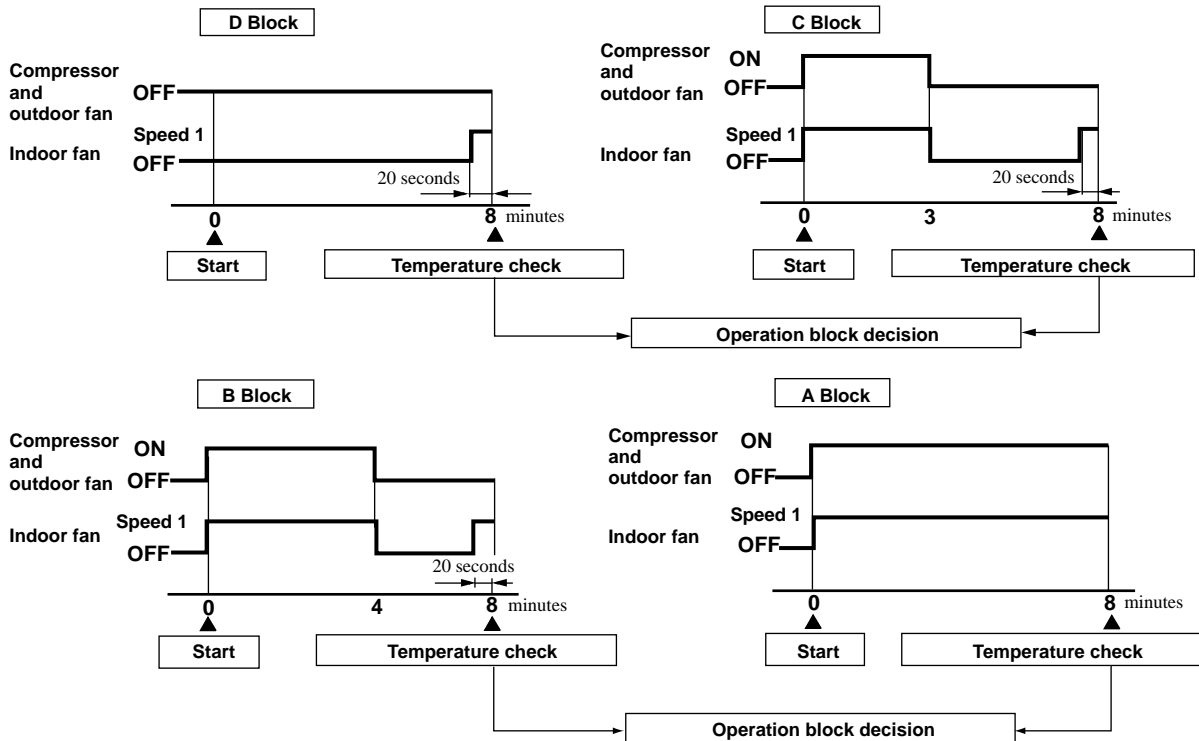 D Block
Compressor
and
outdoor fan
OFF
Speed 1
Indoor fan
OFF
20 seconds
0
8 minutes
Start
Temperature check
C Block
Compressor
and
outdoor fan
ON
OFF
Speed 1
Indoor fan
OFF
20 seconds
0
3
8 minutes
Start
Temperature check
Operation block decision
B Block
Compressor
and
outdoor fan
ON
OFF
Speed 1
Indoor fan
OFF
20 seconds
0
4
8 minutes
Start
Temperature check
A Block
Compressor
and
outdoor fan
ON
OFF
Speed 1
Indoor fan
OFF
0
8 minutes
Start
Temperature check
Operation block decision